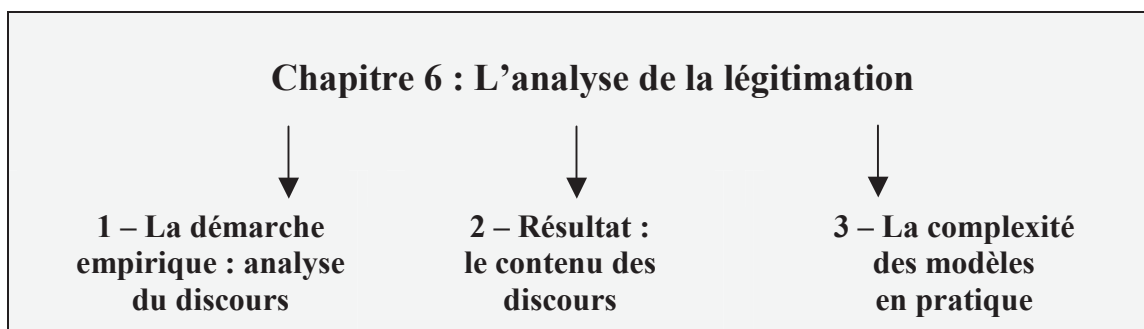 Chapitre 6 : L’analyse de la légitimation
1 – La démarche
empirique : analyse
du discours
2 – Résultat :
le contenu des
discours
3 – La complexité
des modèles
en pratique